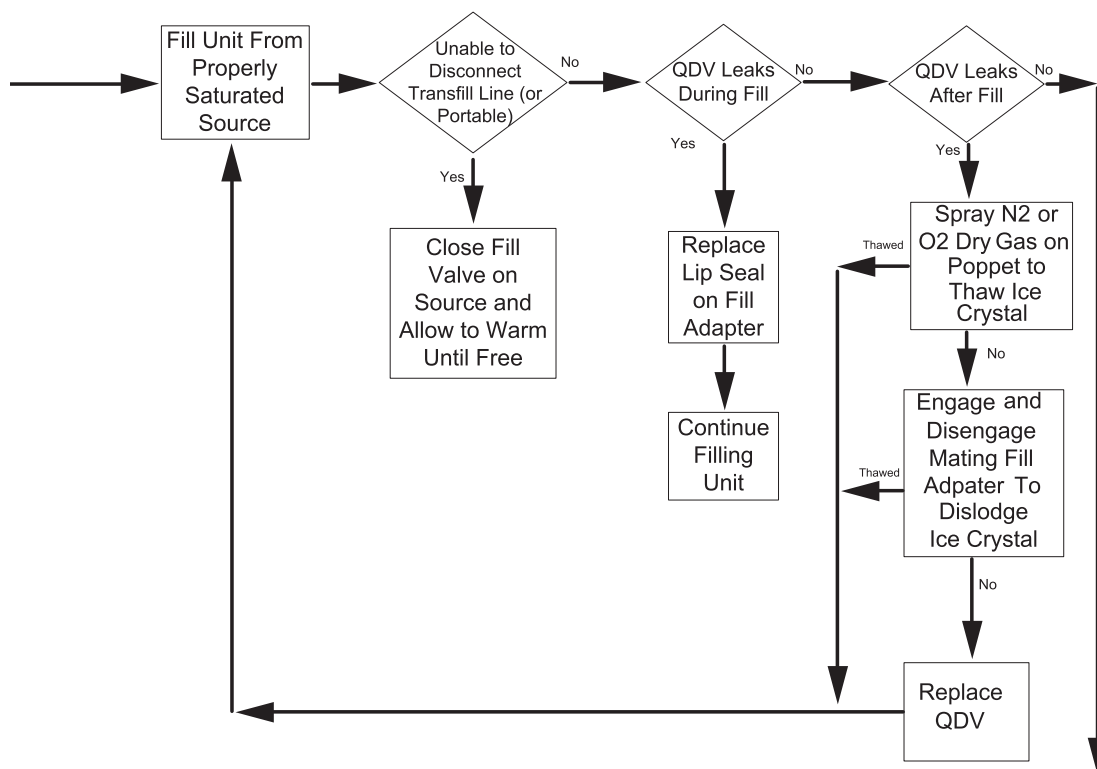 Fill Unit From
Properly
Saturated
Source
Unable to
Disconnect
Transfill Line (or
Portable)
No
Yes
Close Fill
Valve on
Source and
Allow to Warm
Until Free
QDV Leaks
During Fill
No
Yes
Replace
Lip Seal
on Fill
Adapter
Continue
Filling
Unit
QDV Leaks
After Fill
No
Yes
Spray N2 or
O2 Dry Gas on
Poppet to
Thaw Ice
Crystal
Thawed
No
Engage and
Disengage
Mating Fill
Adpater To
Dislodge
Ice Crystal
Thawed
No
Replace
QDV